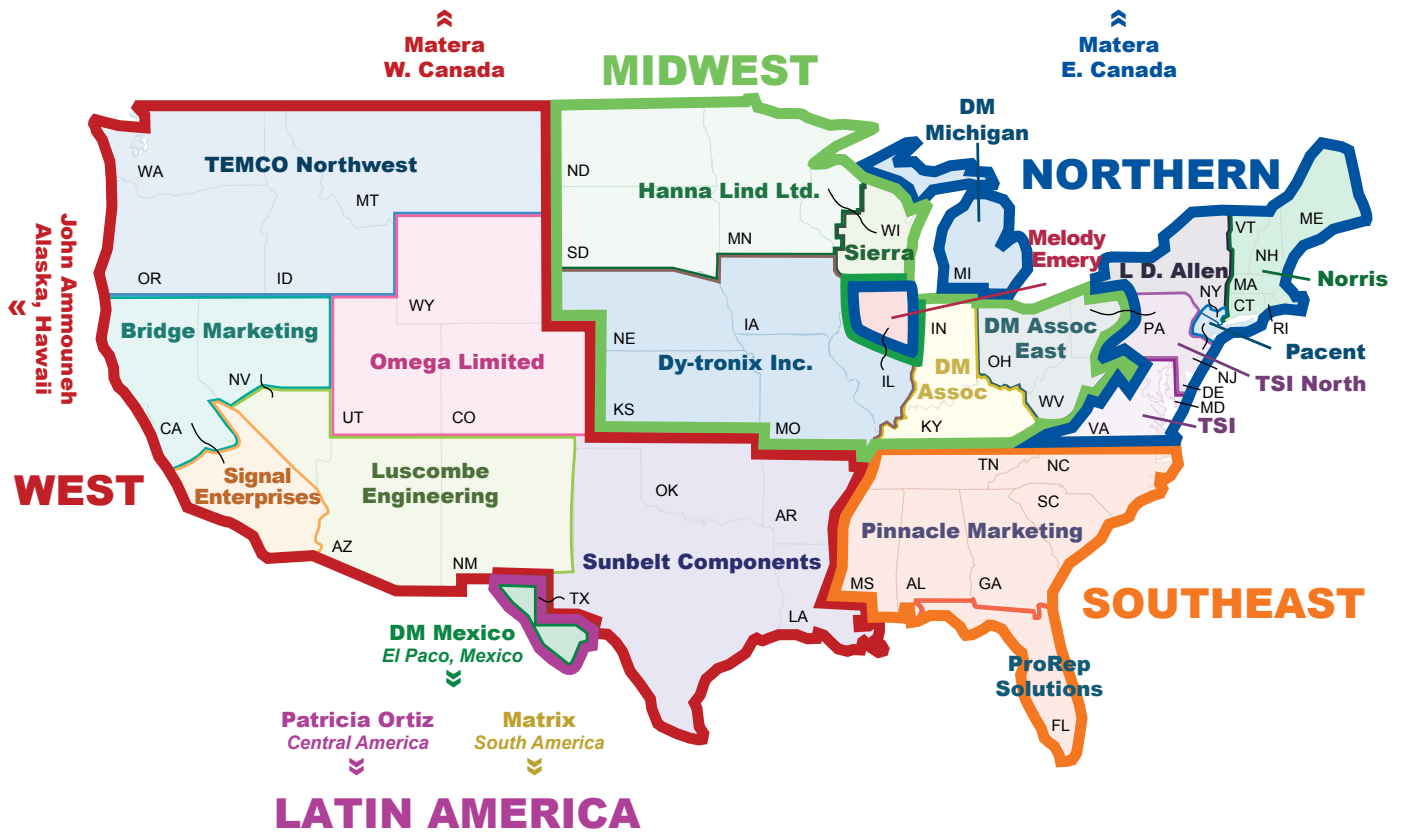 Matera
W. Canada
Matera
E. Canada
MIDWEST
DM
Michigan
NORTHERN
WA
TEMCO Northwest
MT
OR
ID
ND
Hanna Lind Ltd.
SD
MN
WI
Sierra
MI
Melody
Emery
L D. Allen
NY
VT
ME
NH
MA
CT
RI
Norris
John Ammouneh
Alaska, Hawaii
Bridge Marketing
NV
CA
WY
Omega Limited
UT
CO
NE
IA
Dy-tronix Inc.
KS
MO
IL
IN
DM
Assoc
KY
DM Assoc
East
OH
WV
PA
Pacent
TSI North
NJ
DE
MD
TSI
VA
WEST
Signal
Enterprises
Luscombe
Engineering
AZ
NM
OK
AR
Sunbelt Components
TX
LA
TN
NC
SC
Pinnacle Marketing
MS
AL
GA
SOUTHEAST
ProRep
Solutions
FL
DM Mexico
El Paco, Mexico
Patricia Ortiz
Central America
Matrix
South America
LATIN AMERICA